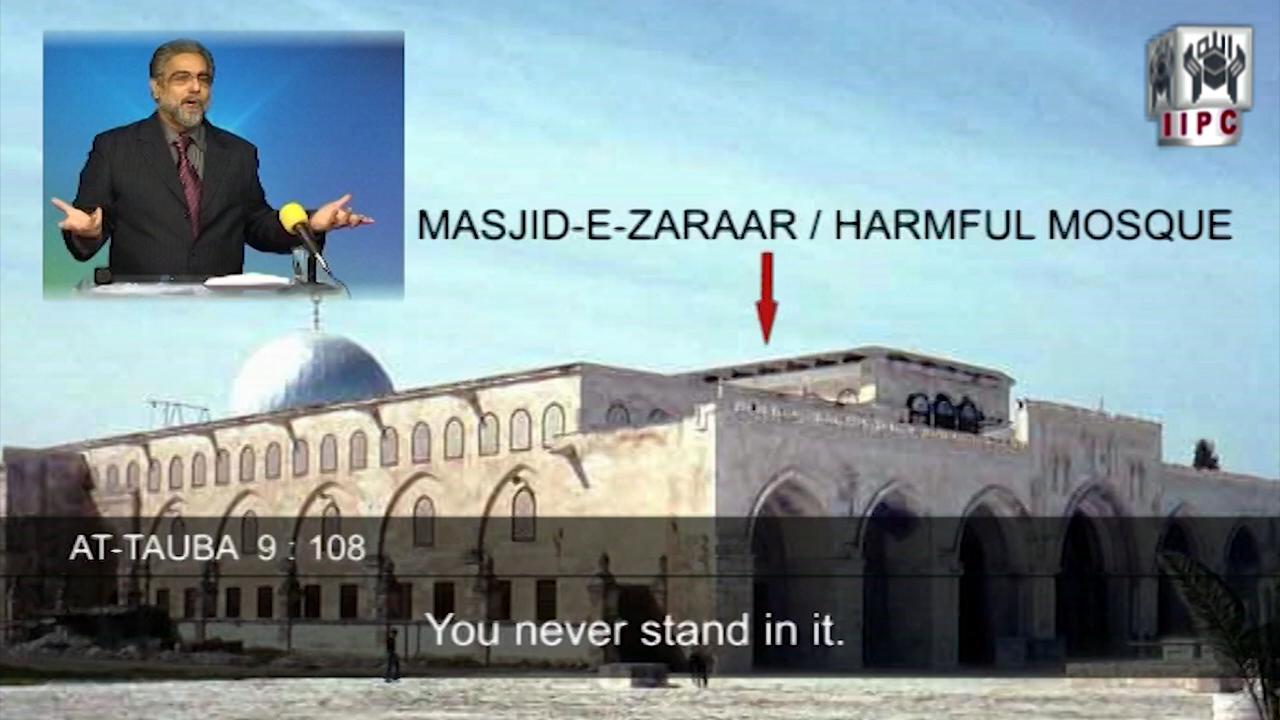 IIPC
MASJID-E-ZARAAR / HARMFUL MOSQUE
AT-TAUBA 9 : 108
You never stand in it.